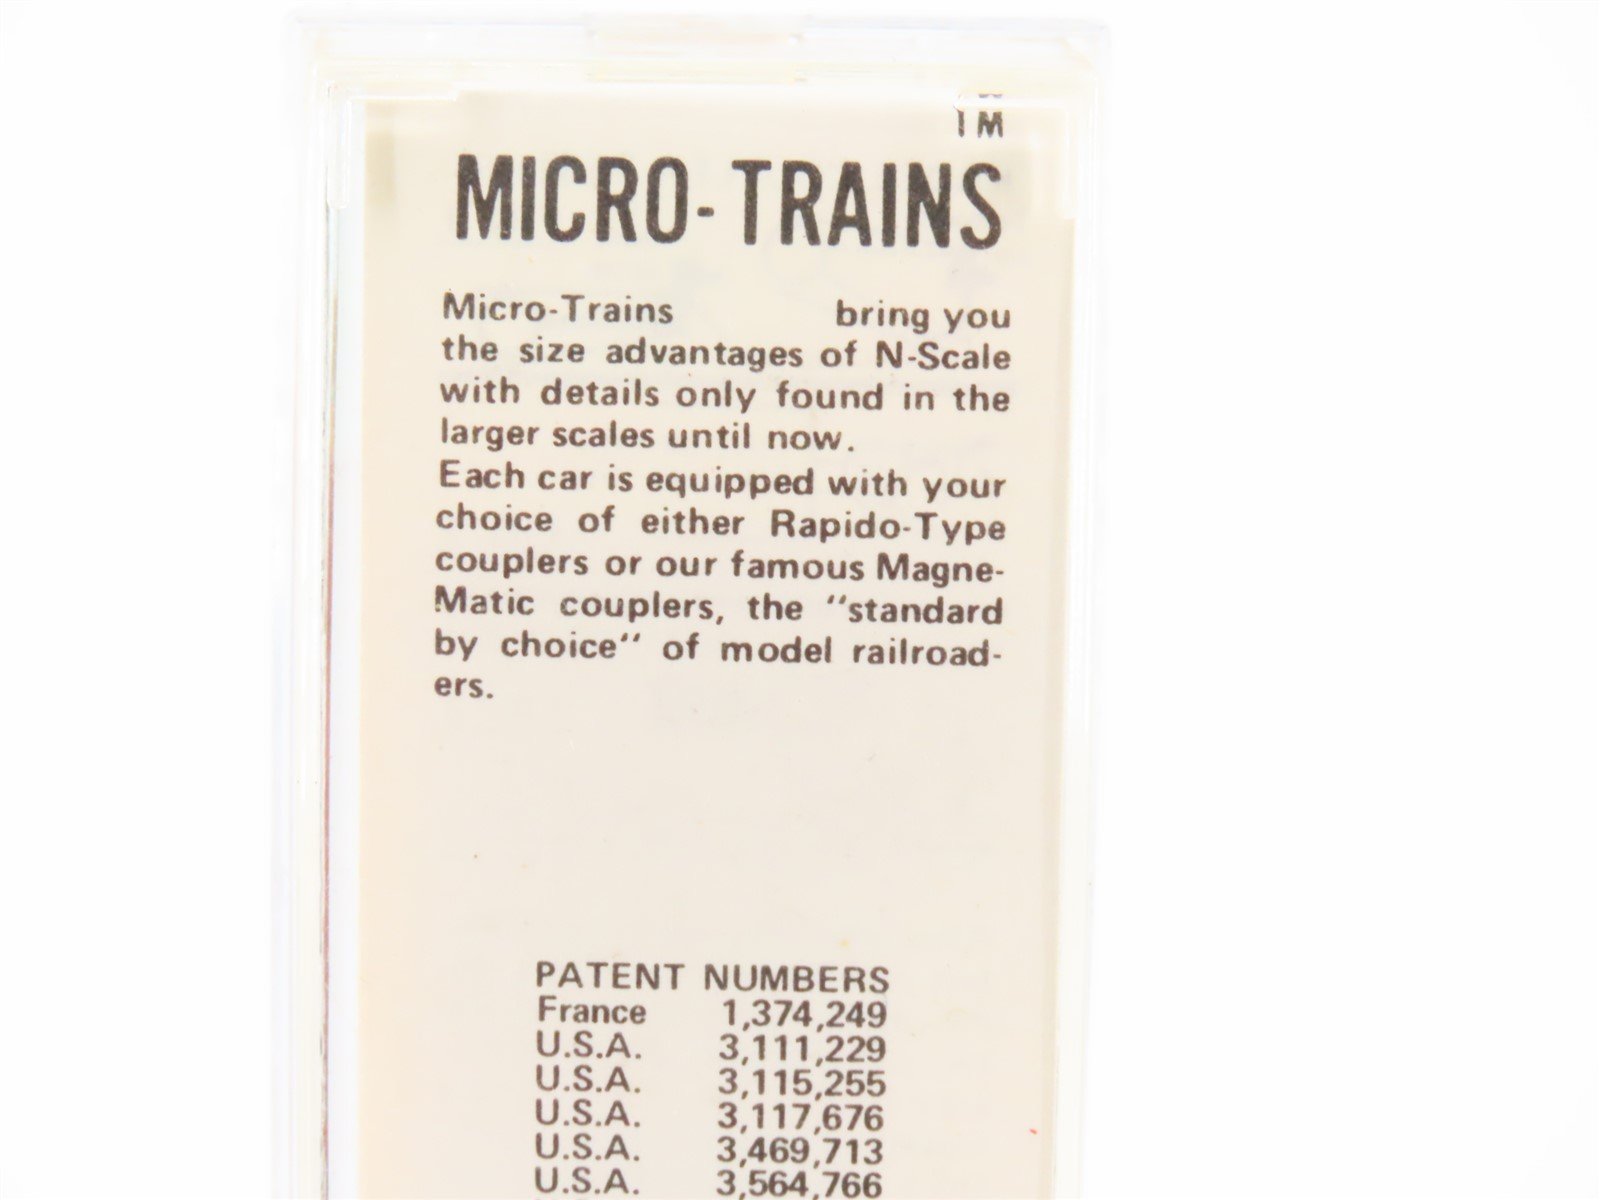 TM
MICRO-TRAINS
Micro-Trains bring you
the size advantages of N-Scale
with details only found in the
larger scales until now.
Each car is equipped with your
choice of either Rapido-Type
couplers or our famous Magne-
Matic couplers, the "standard
by choice" of model railroad-
ers.
PATENT NUMBERS
France 1,374,249
U.S.A. 3,111,229
U.S.A. 3,115,255
U.S.A. 3,117,676
U.S.A. 3,469,713
U.S.A. 3,564,766